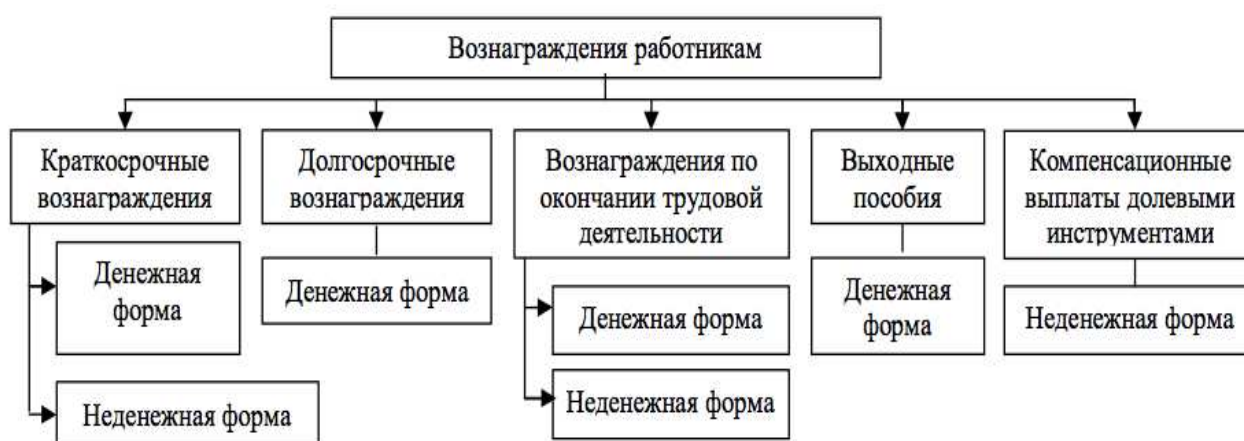 Вознаграждения работникам
Краткосрочные
вознаграждения
Долгосрочные
вознаграждения
Вознаграждения по
окончании трудовой
деятельности
Выходные
пособия
Компенсационные
выплаты долевыми
инструментами
Денежная
форма
Неденежная форма
Денежная форма
Денежная форма
Неденежная форма
Денежная
форма
Неденежная форма